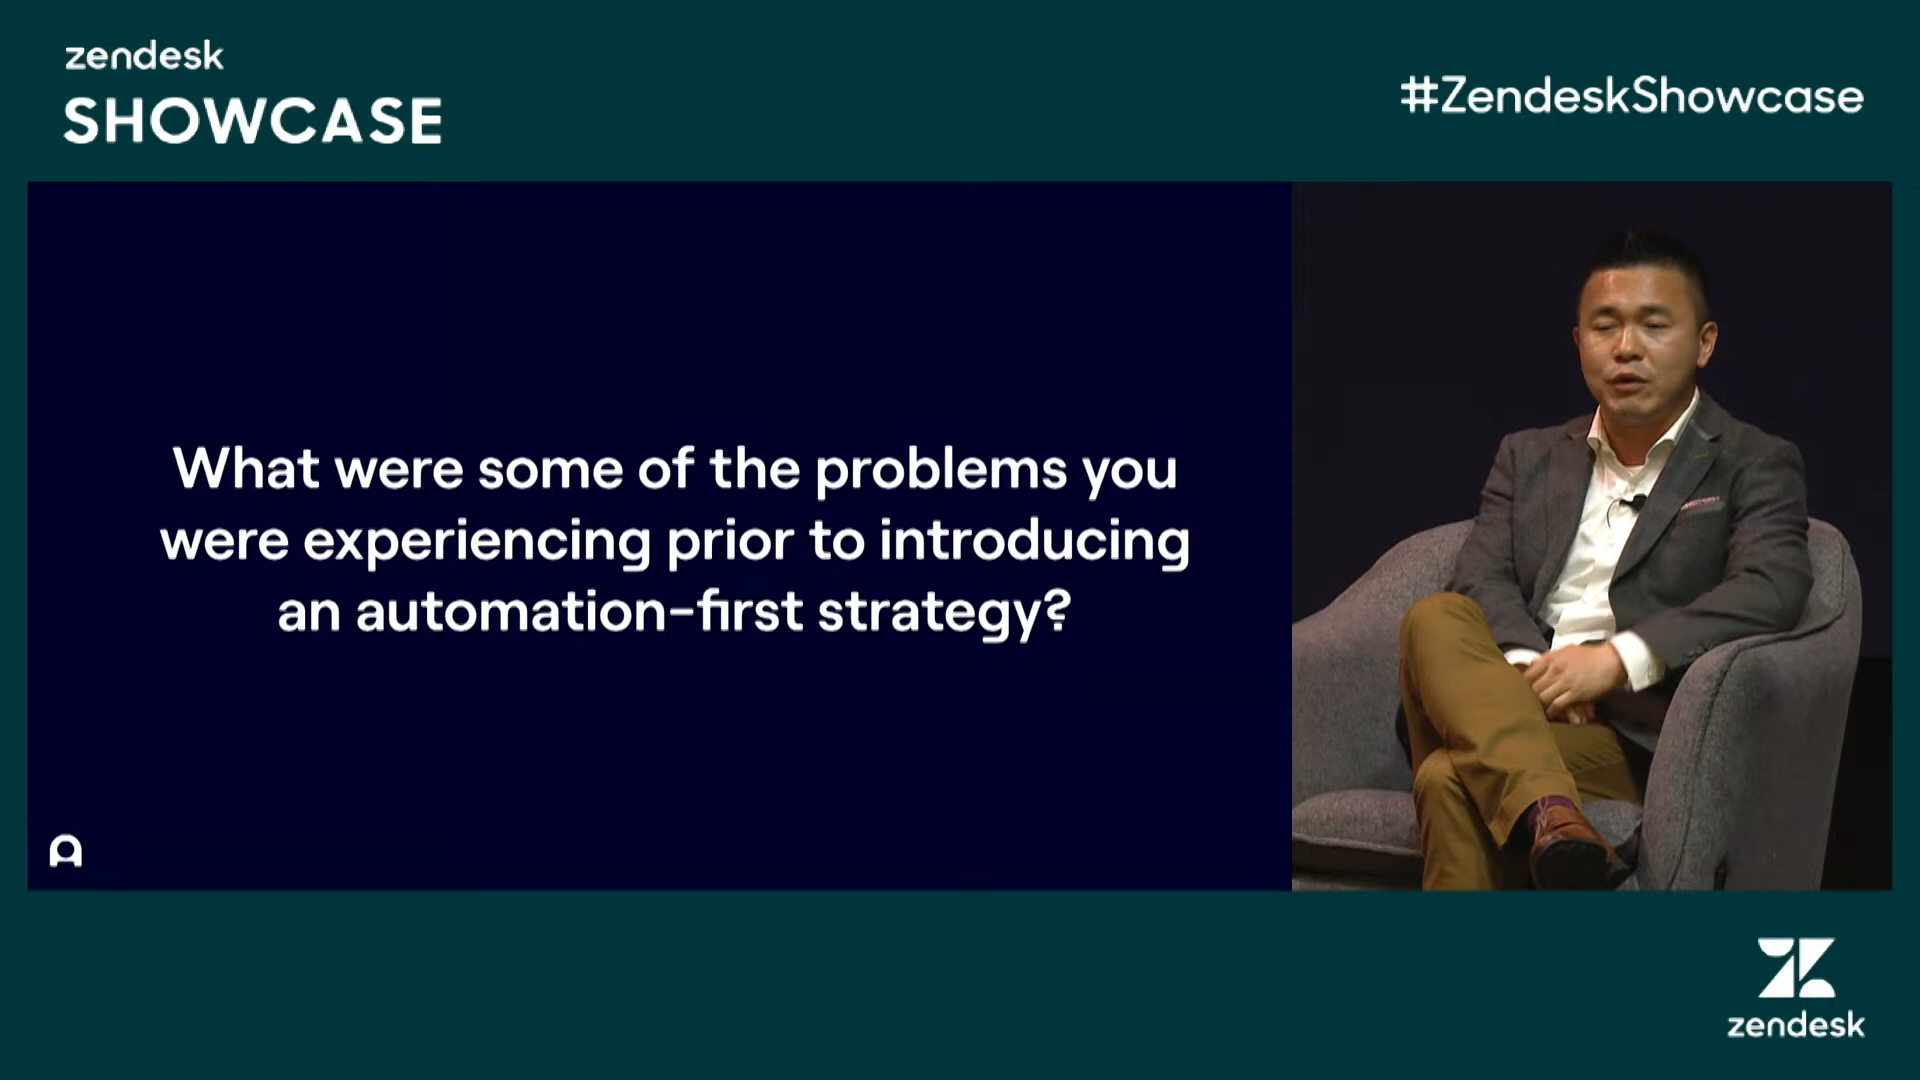 zendesk
SHOWCASE
#ZendeskShowcase
What were some of the problems you
were experiencing prior to introducing
an automation-first strategy?
zendesk